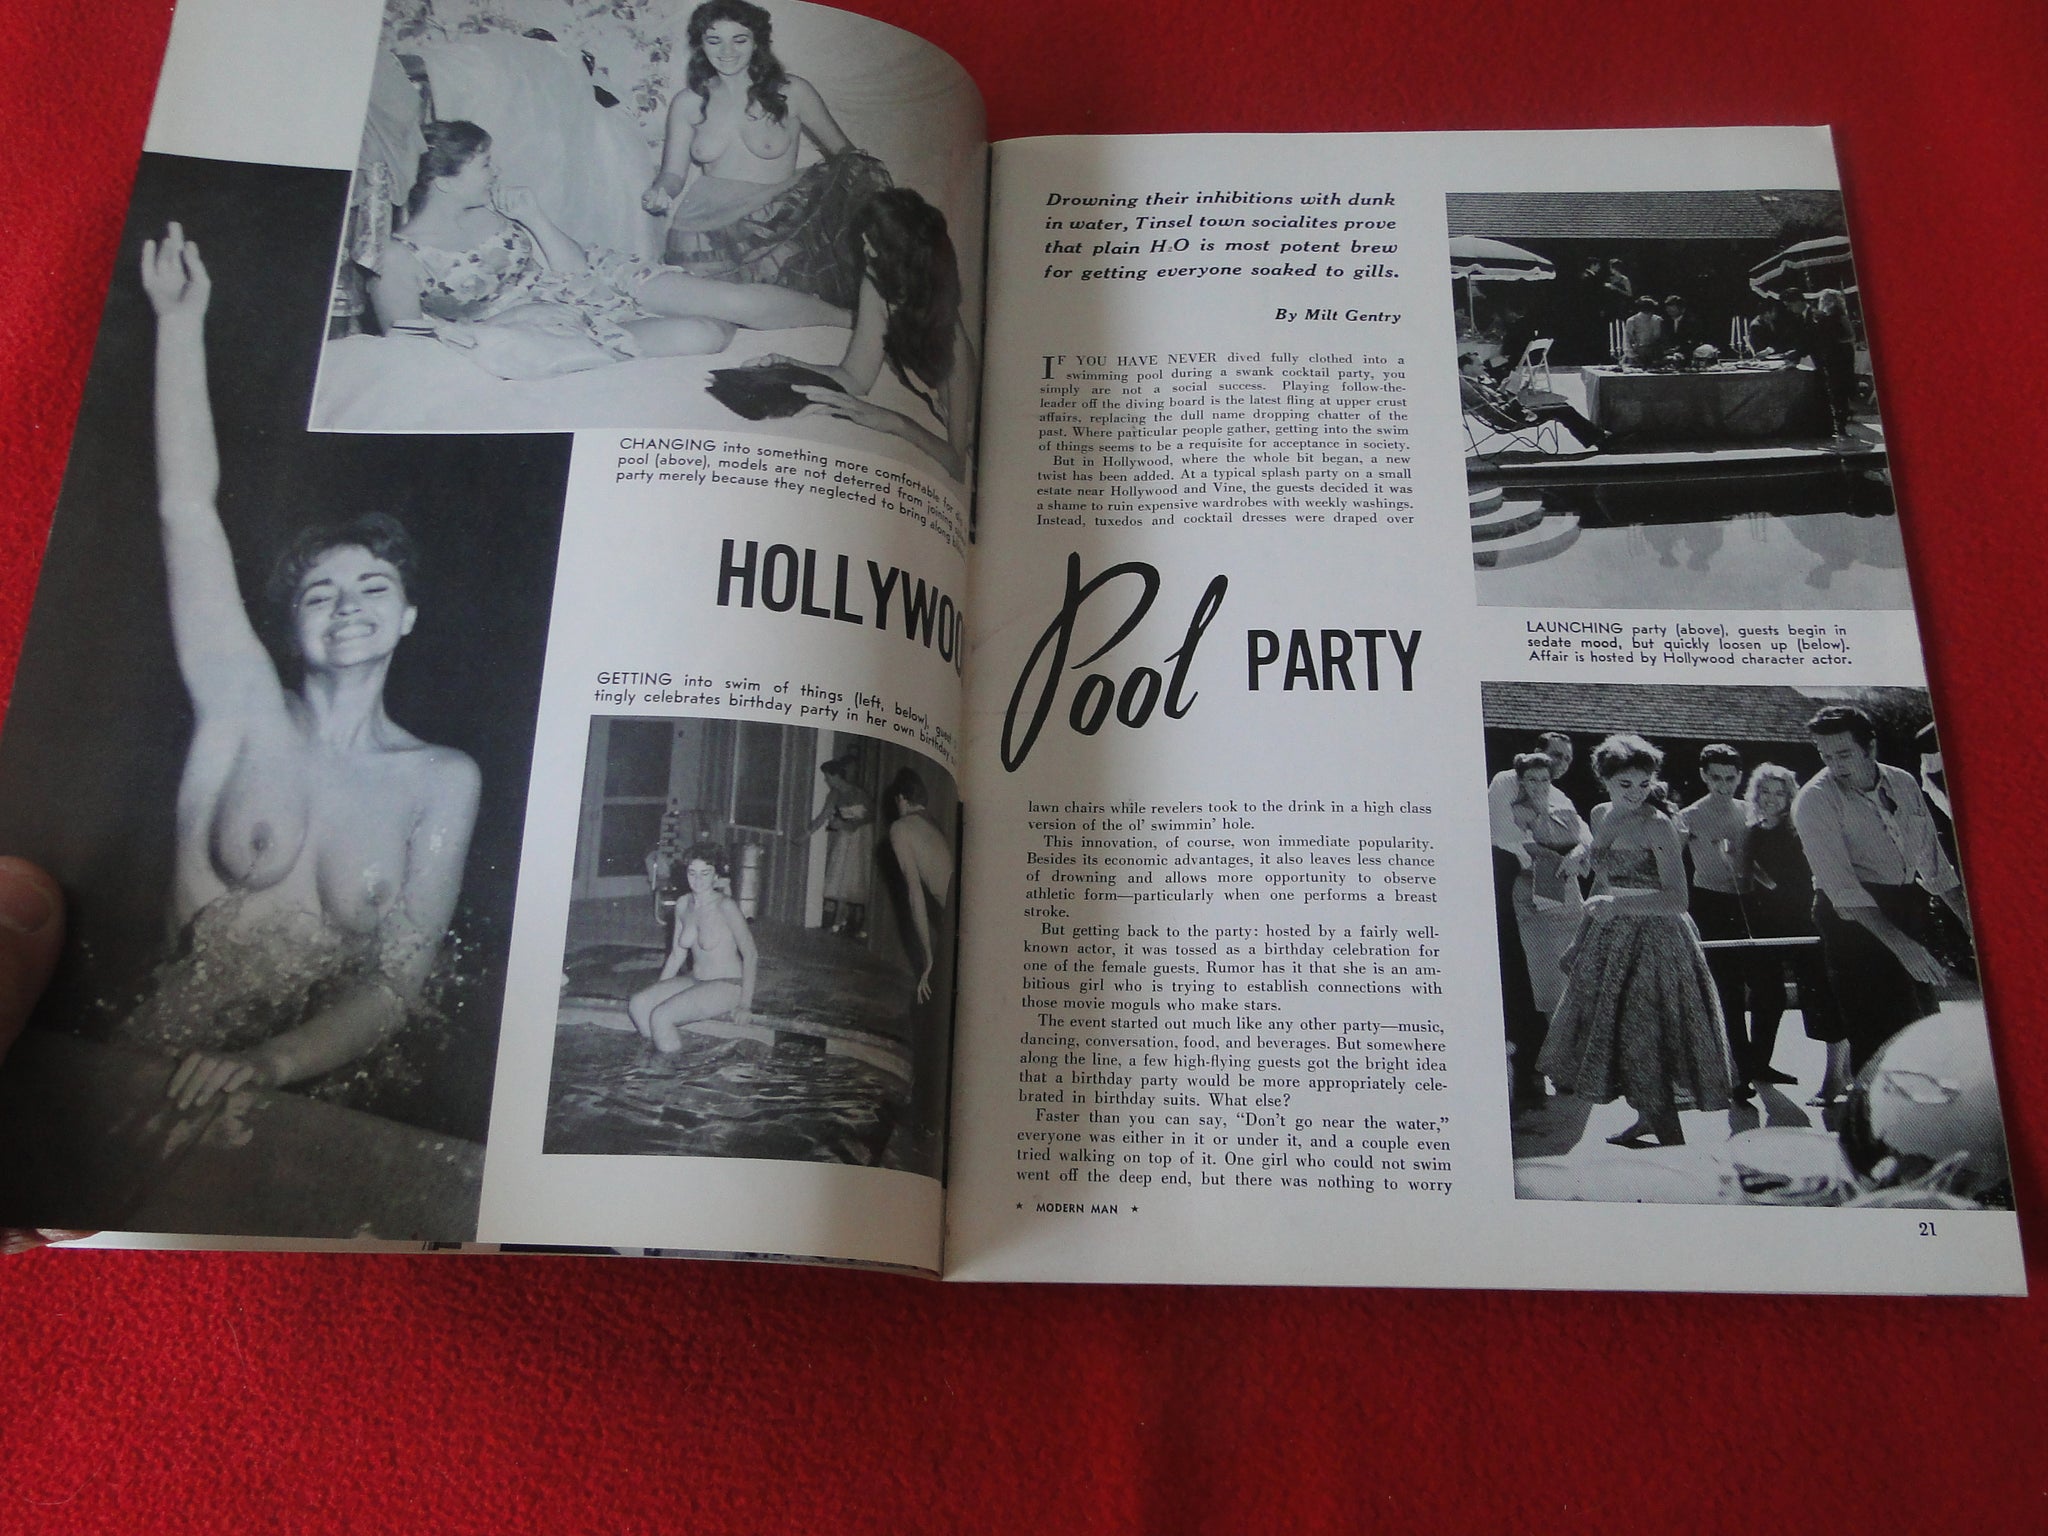 CHANGING into something more comfortable for dip in
pool (above), models are not deterred from joining
party merely because they neglected to bring along
HOLLYWOO
GETTING into swim of things (left, below), guest
tingly celebrates birthday party in her own birthday
Drowning their inhibitions with dunk
in water, Tinsel town socialites prove
that plain H2O is most potent brew
for getting everyone soaked to gills.
By Milt Gentry
IF YOU HAVE NEVER dived fully clothed into a
swimming pool during a swank cocktail party, you
simply are not a social success. Playing follow-the-
leader off the diving board is the latest fling at upper crust
affairs, replacing the dull name dropping chatter of the
past. Where particular people gather, getting into the swim
of things seems to be a requisite for acceptance in society.
But in Hollywood, where the whole bit began, a new
twist has been added. At a typical splash party on a small
estate near Hollywood and Vine, the guests decided it was
a shame to ruin expensive wardrobes with weekly washings.
Instead, tuxedos and cocktail dresses were draped over
Pool PARTY
lawn chairs while revelers took to the drink in a high class
version of the ol' swimmin' hole.
This innovation, of course, won immediate popularity.
Besides its economic advantages, it also leaves less chance
of drowning and allows more opportunity to observe
athletic form—particularly when one performs a breast
stroke.
But getting back to the party: hosted by a fairly well-
known actor, it was tossed as a birthday celebration for
one of the female guests. Rumor has it that she is an am-
bitious girl who is trying to establish connections with
those movie moguls who make stars.
The event started out much like any other party—music,
dancing, conversation, food, and beverages. But somewhere
along the line, a few high-flying guests got the bright idea
that a birthday party would be more appropriately cele-
brated in birthday suits. What else?
Faster than you can say, "Don't go near the water,"
everyone was either in it or under it, and a couple even
tried walking on top of it. One girl who could not swim
went off the deep end, but there was nothing to worry
★ MODERN MAN ★
LAUNCHING party (above), guests begin in
sedate mood, but quickly loosen up (below).
Affair is hosted by Hollywood character actor.
21